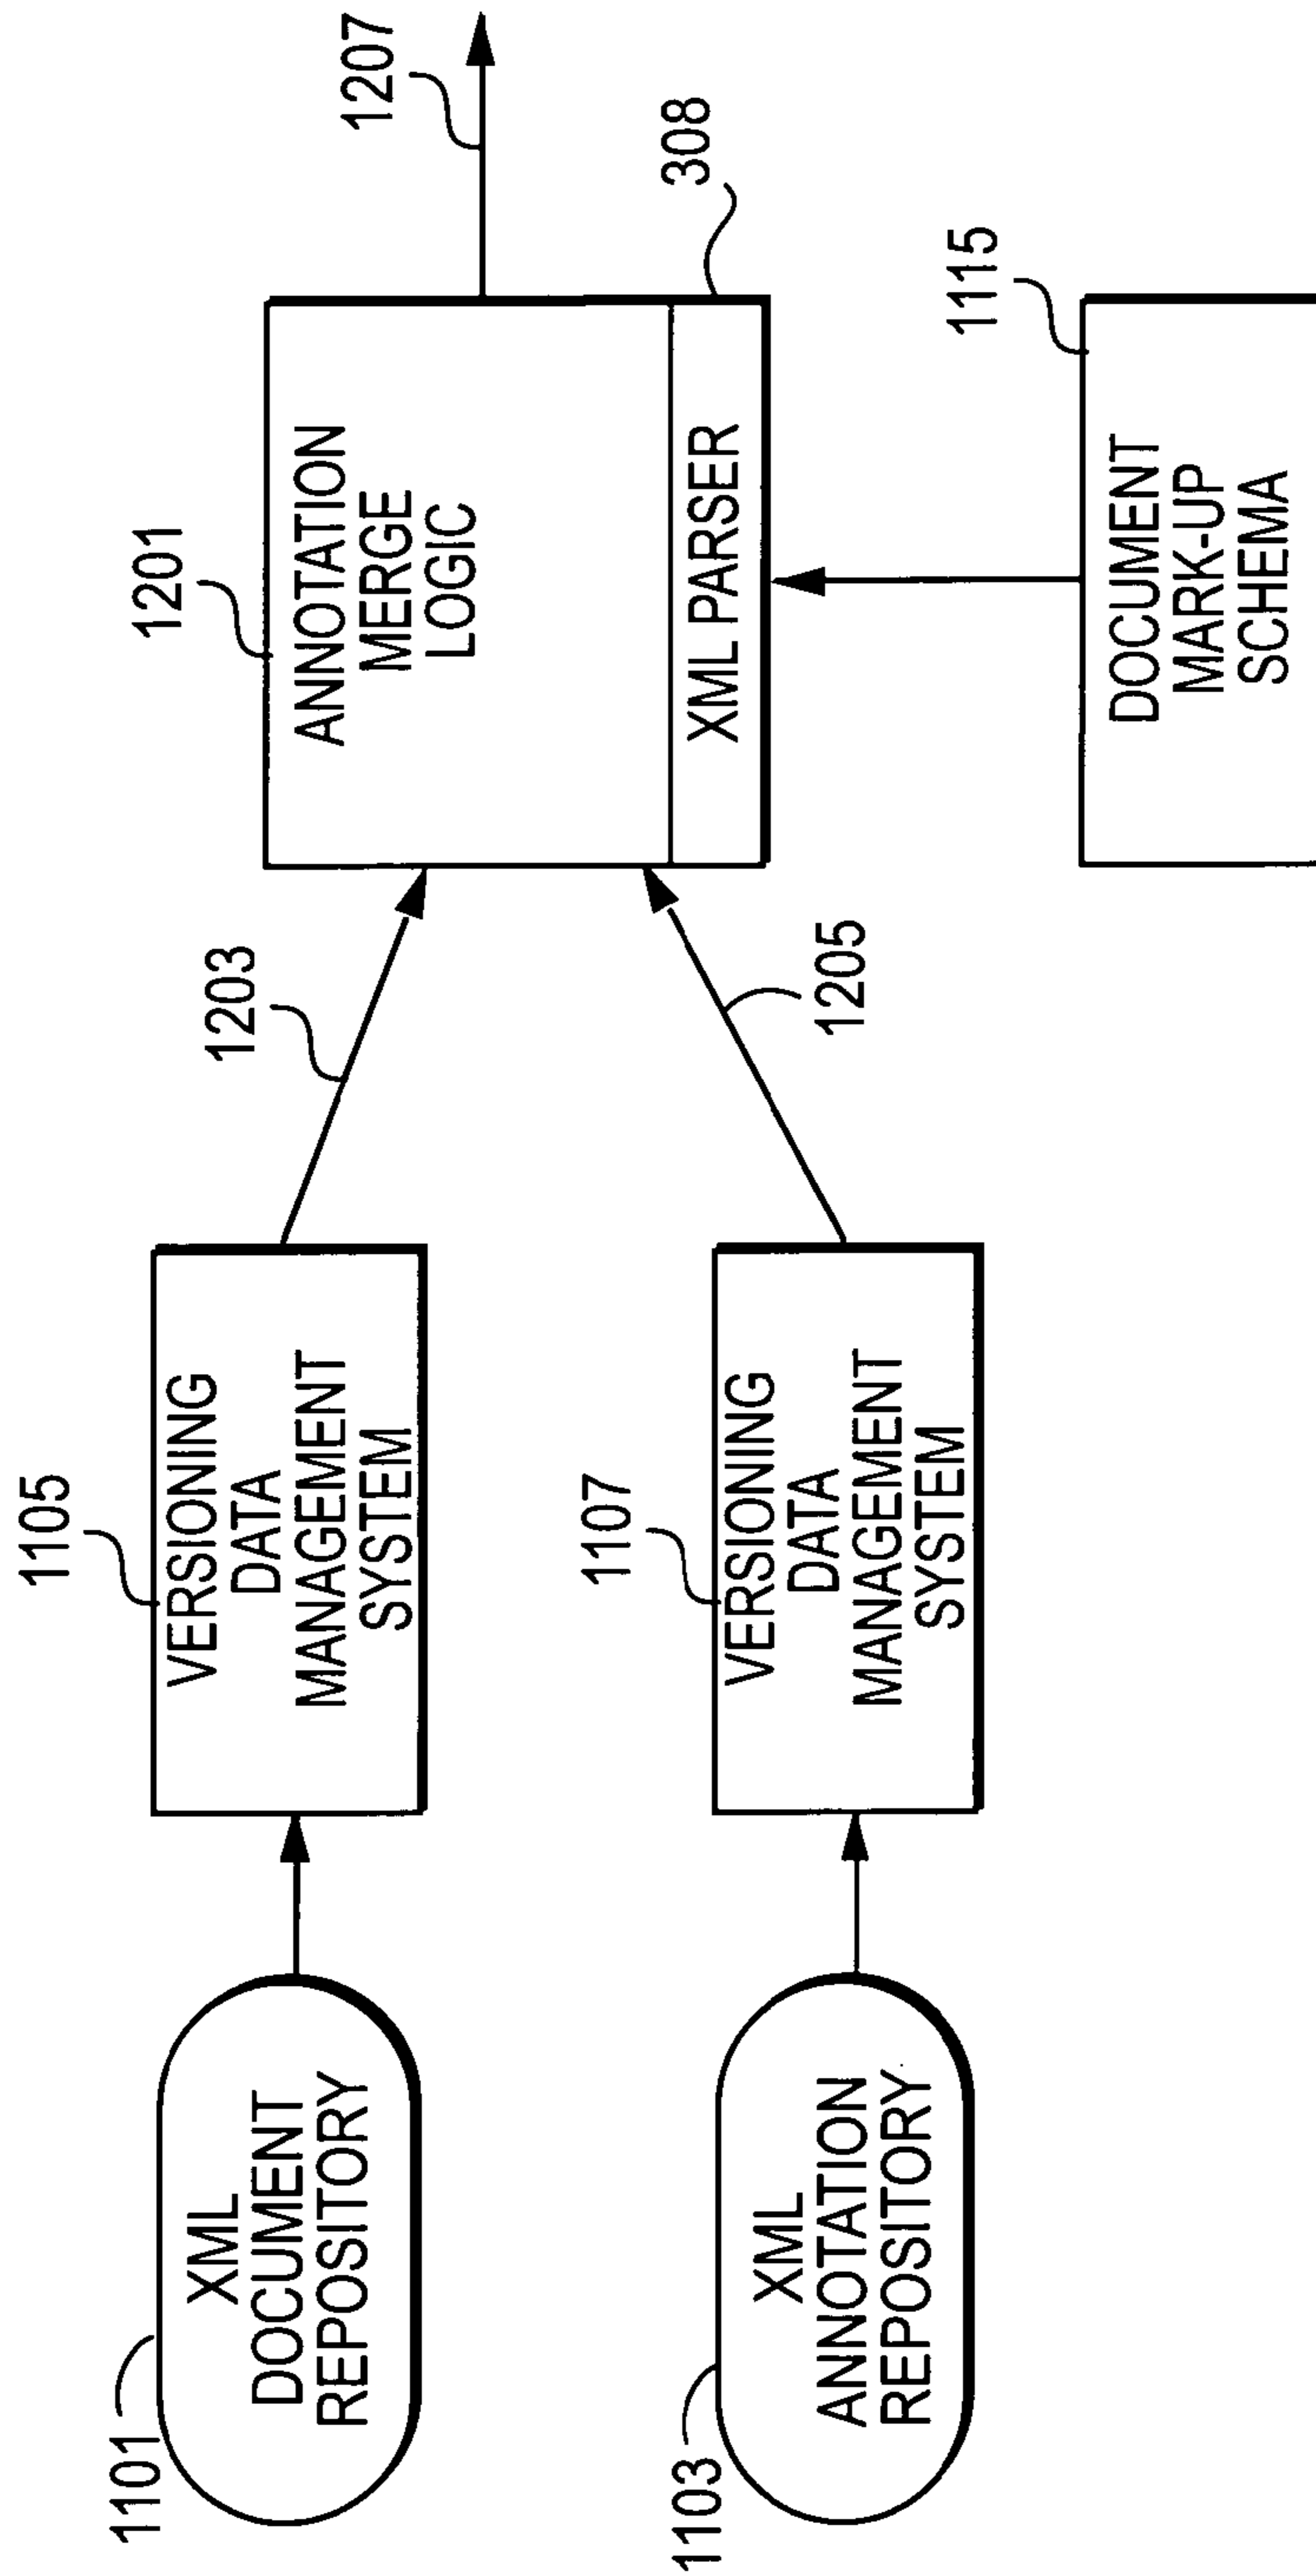 1101
XML
DOCUMENT
REPOSITORY
1105
VERSIONING
DATA
MANAGEMENT
SYSTEM
1203
1201
ANNOTATION
MERGE
LOGIC
XML PARSER
308
1207
1103
XML
ANNOTATION
REPOSITORY
1107
VERSIONING
DATA
MANAGEMENT
SYSTEM
1205
1115
DOCUMENT
MARK-UP
SCHEMA